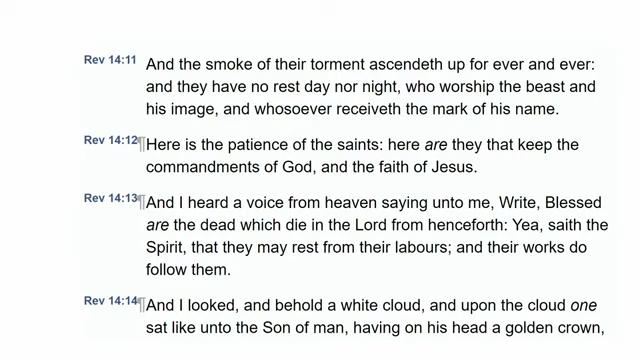 Rev 14:11 And the smoke of their torment ascendeth up for ever and ever:
and they have no rest day nor night, who worship the beast and
his image, and whosoever receiveth the mark of his name.
Rev 14:12 ¶Here is the patience of the saints: here are they that keep the
commandments of God, and the faith of Jesus.
Rev 14:13 ¶And I heard a voice from heaven saying unto me, Write, Blessed
are the dead which die in the Lord from henceforth: Yea, saith the
Spirit, that they may rest from their labours; and their works do
follow them.
Rev 14:14 ¶And I looked, and behold a white cloud, and upon the cloud one
sat like unto the Son of man, having on his head a golden crown,